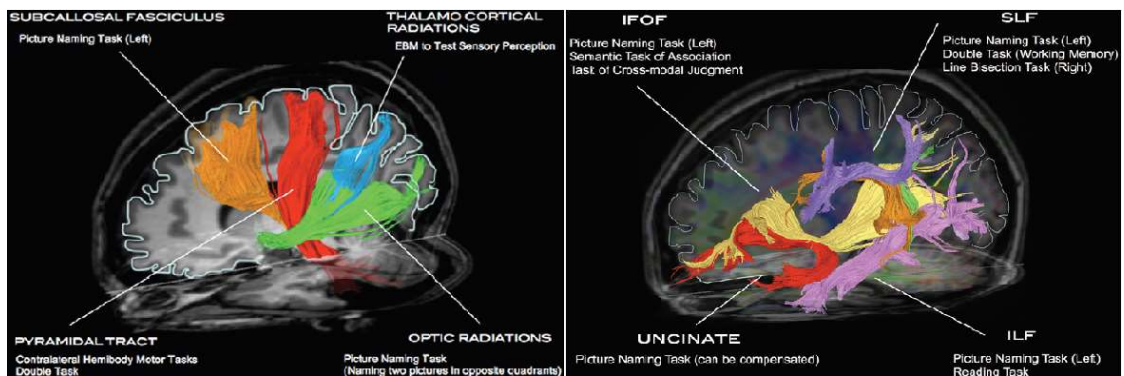 SUBCALLOSAL FASCICULUS
Picture Naming Task (Left)
THALAMO CORTICAL
RADIATIONS
EBM to Test Sensory Perception
PYRAMIDAL TRACT
Contralateral Hemibody Motor Tasks
Double Task
OPTIC RADIATIONS
Picture Naming Task
(Naming two pictures in opposite quadrants)
IFOF
Picture Naming Task (Left)
Semantic Task of Association
Task of Cross-modal Judgment
SLF
Picture Naming Task (Left)
Double Task (Working Memory)
Line Bisection Task (Right)
UNCINATE
Picture Naming Task (can be compensated)
ILF
Picture Naming Task (Left)
Reading Task